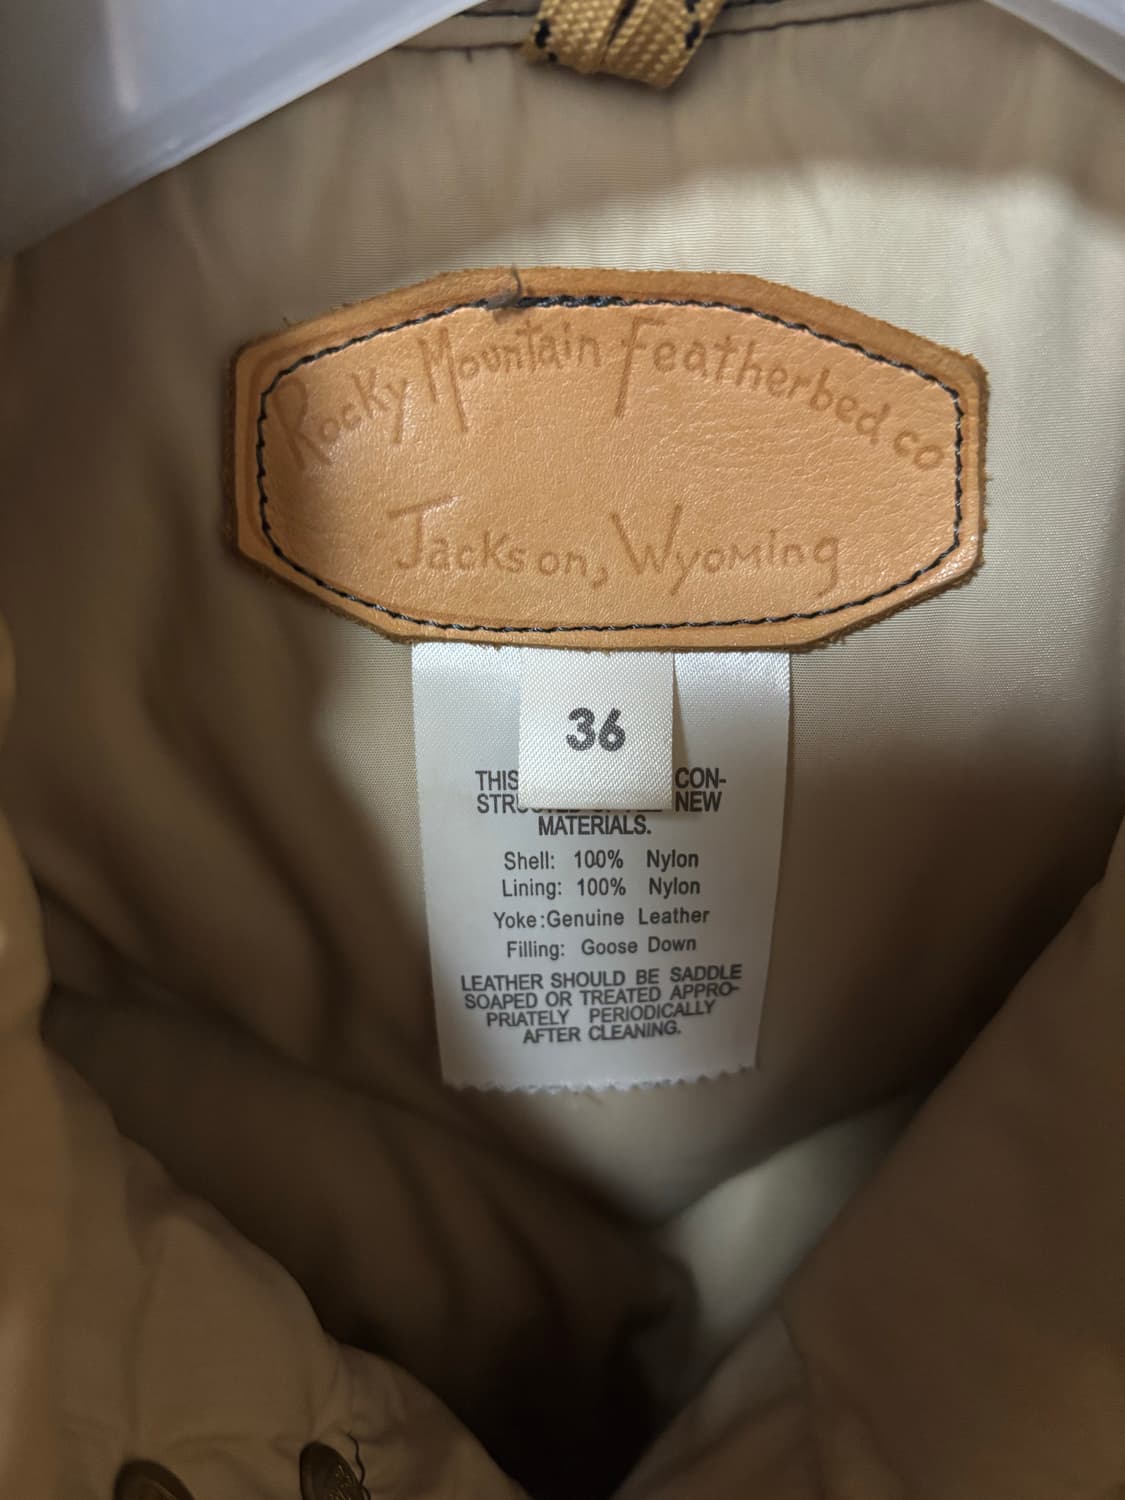 Rocky Mountain Featherbed co
Jackson, Wyoming
36
THIS CON-
NEW
MATERIALS.
Shell: 100% Nylon
Lining: 100% Nylon
Yoke:Genuine Leather
Filling: Goose Down
LEATHER SHOULD BE SADDLE
SOAPED OR TREATED APPRO-
PRIATELY PERIODICALLY
AFTER CLEANING.